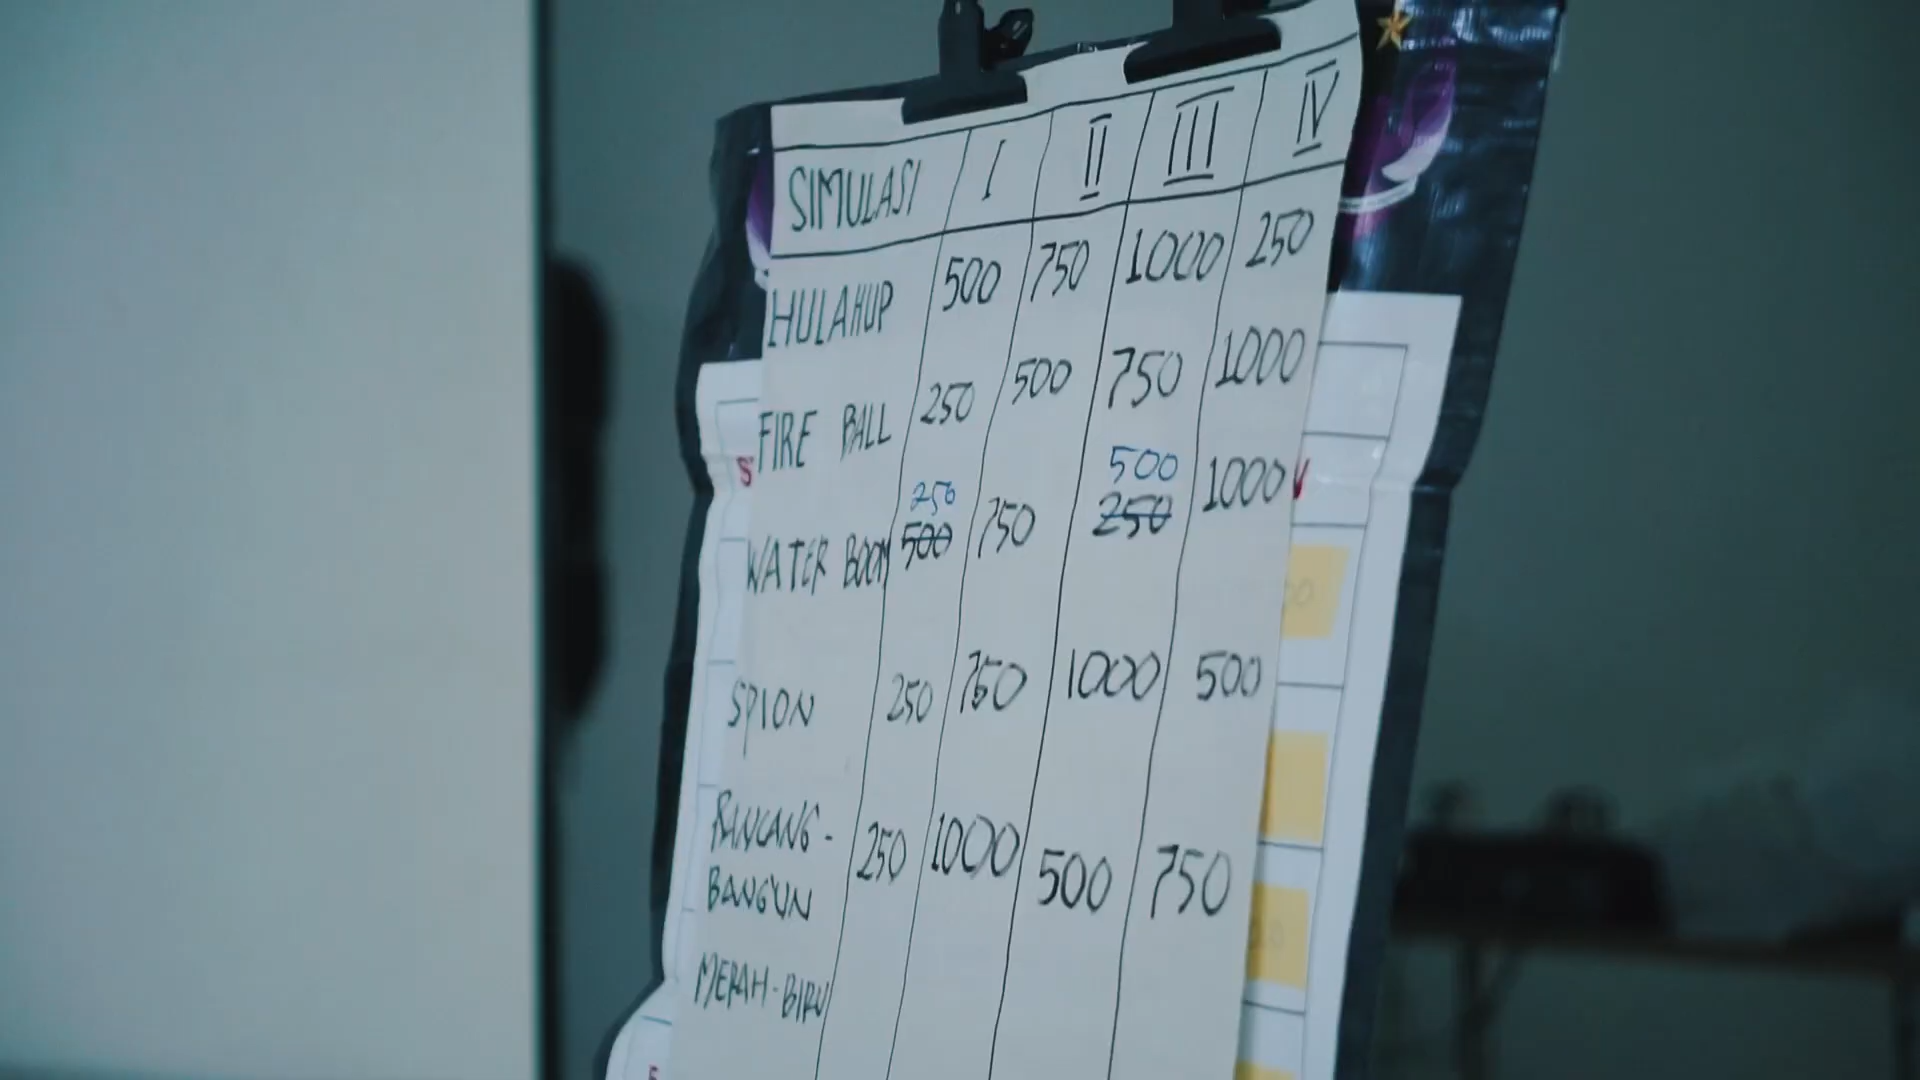 SIMULASI I II III IV
HULAHUP 500 750 1000 250
FIRE BALL 250 500 750 1000
250 500
WATER BOOM 500 750 250 1000
SPION 250 750 1000 500
RANCANG-
BANGUN 250 1000 500 750
MERAH-BIRU